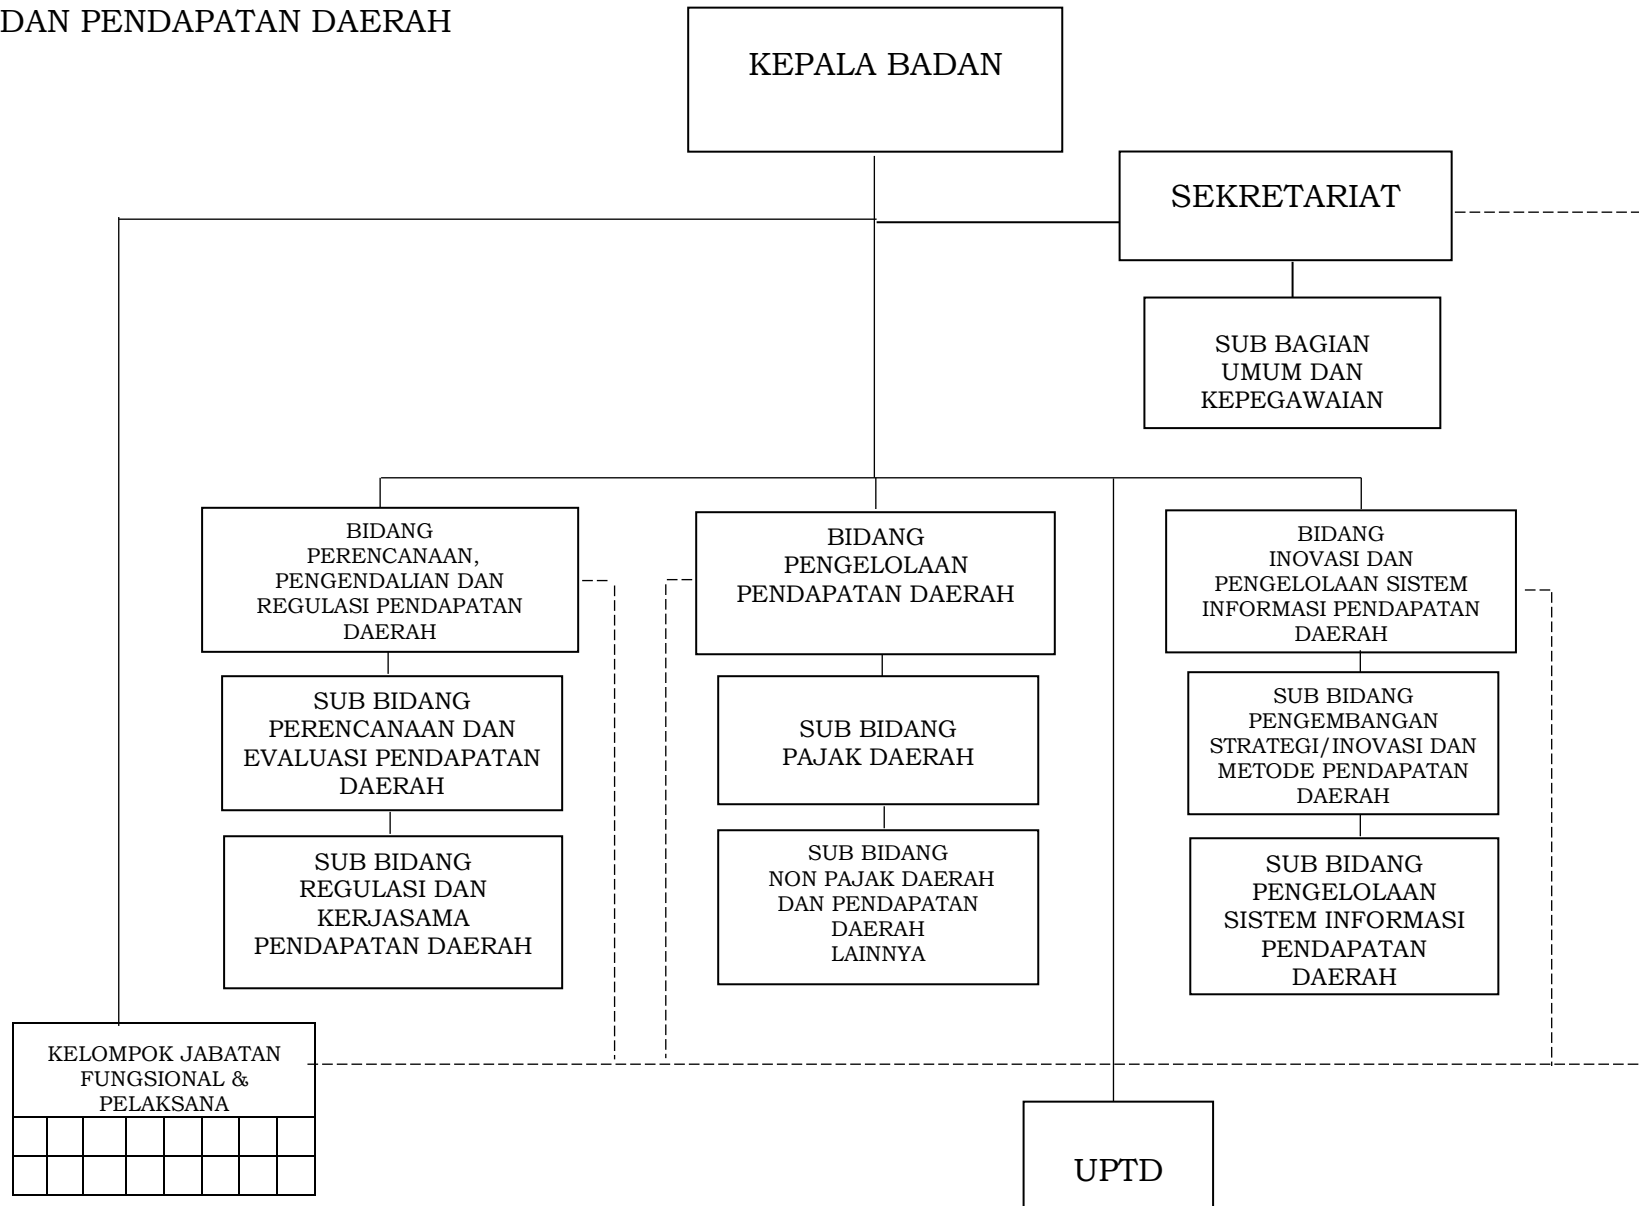 DAN PENDAPATAN DAERAH
KEPALA BADAN
SEKRETARIAT
SUB BAGIAN
UMUM DAN
KEPEGAWAIAN
BIDANG
PERENCANAAN,
PENGENDALIAN DAN
REGULASI PENDAPATAN
DAERAH
BIDANG
PENGELOLAAN
PENDAPATAN DAERAH
BIDANG
INOVASI DAN
PENGELOLAAN SISTEM
INFORMASI PENDAPATAN
DAERAH
SUB BIDANG
PERENCANAAN DAN
EVALUASI PENDAPATAN
DAERAH
SUB BIDANG
PAJAK DAERAH
SUB BIDANG
PENGEMBANGAN
STRATEGI/INOVASI DAN
METODE PENDAPATAN
DAERAH
SUB BIDANG
REGULASI DAN
KERJASAMA
PENDAPATAN DAERAH
SUB BIDANG
NON PAJAK DAERAH
DAN PENDAPATAN
DAERAH
LAINNYA
SUB BIDANG
PENGELOLAAN
SISTEM INFORMASI
PENDAPATAN
DAERAH
KELOMPOK JABATAN
FUNGSIONAL &
PELAKSANA
UPTD